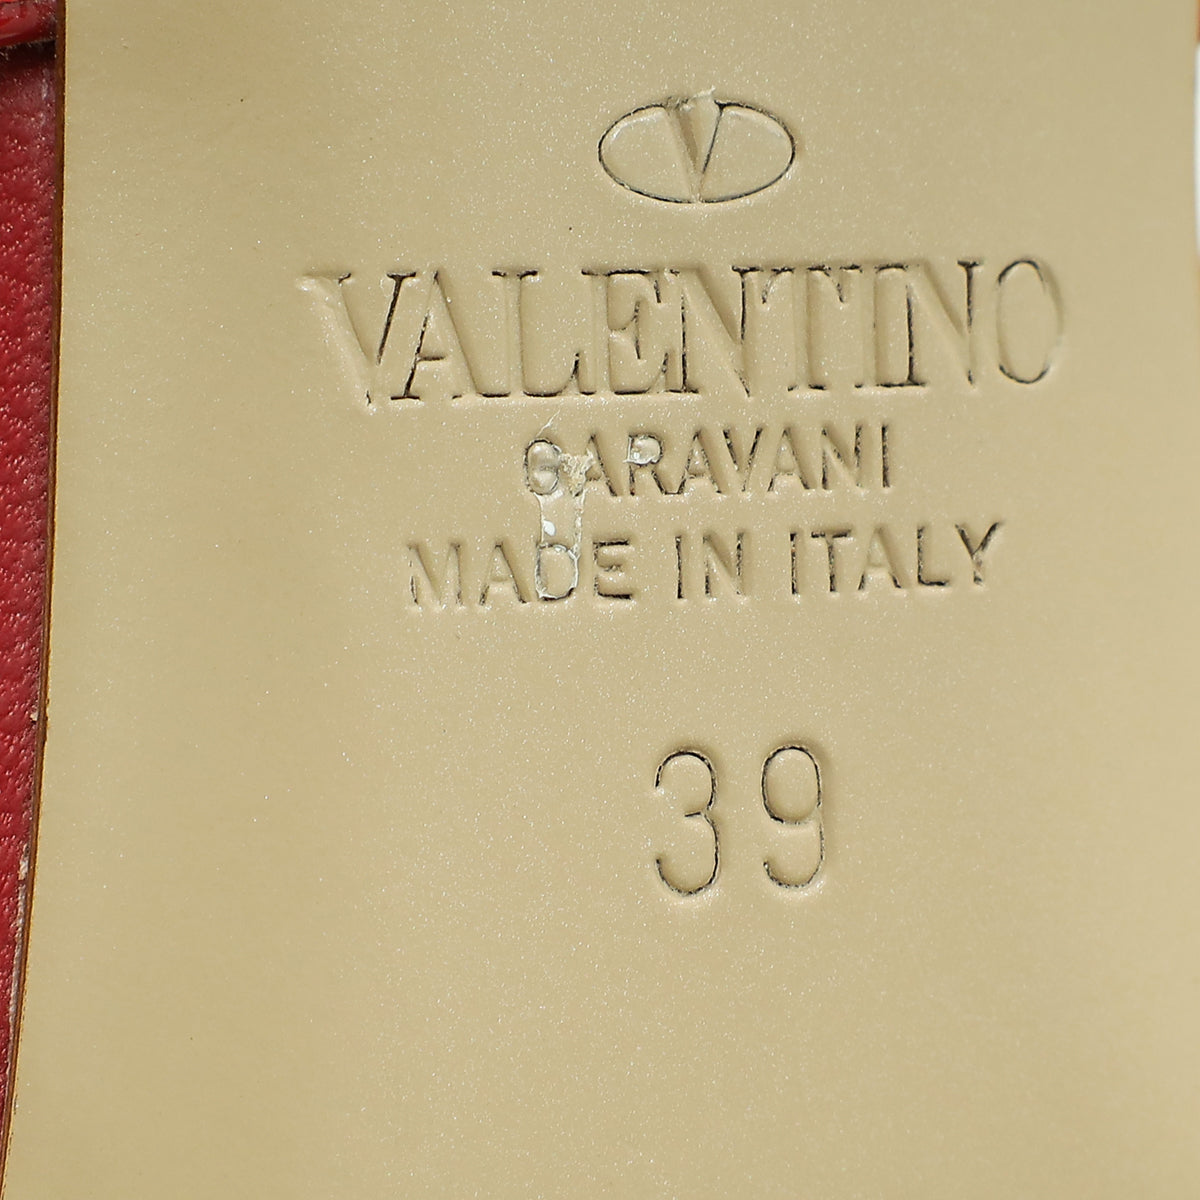 V
VALENTINO
GARAVANI
MADE IN ITALY
39